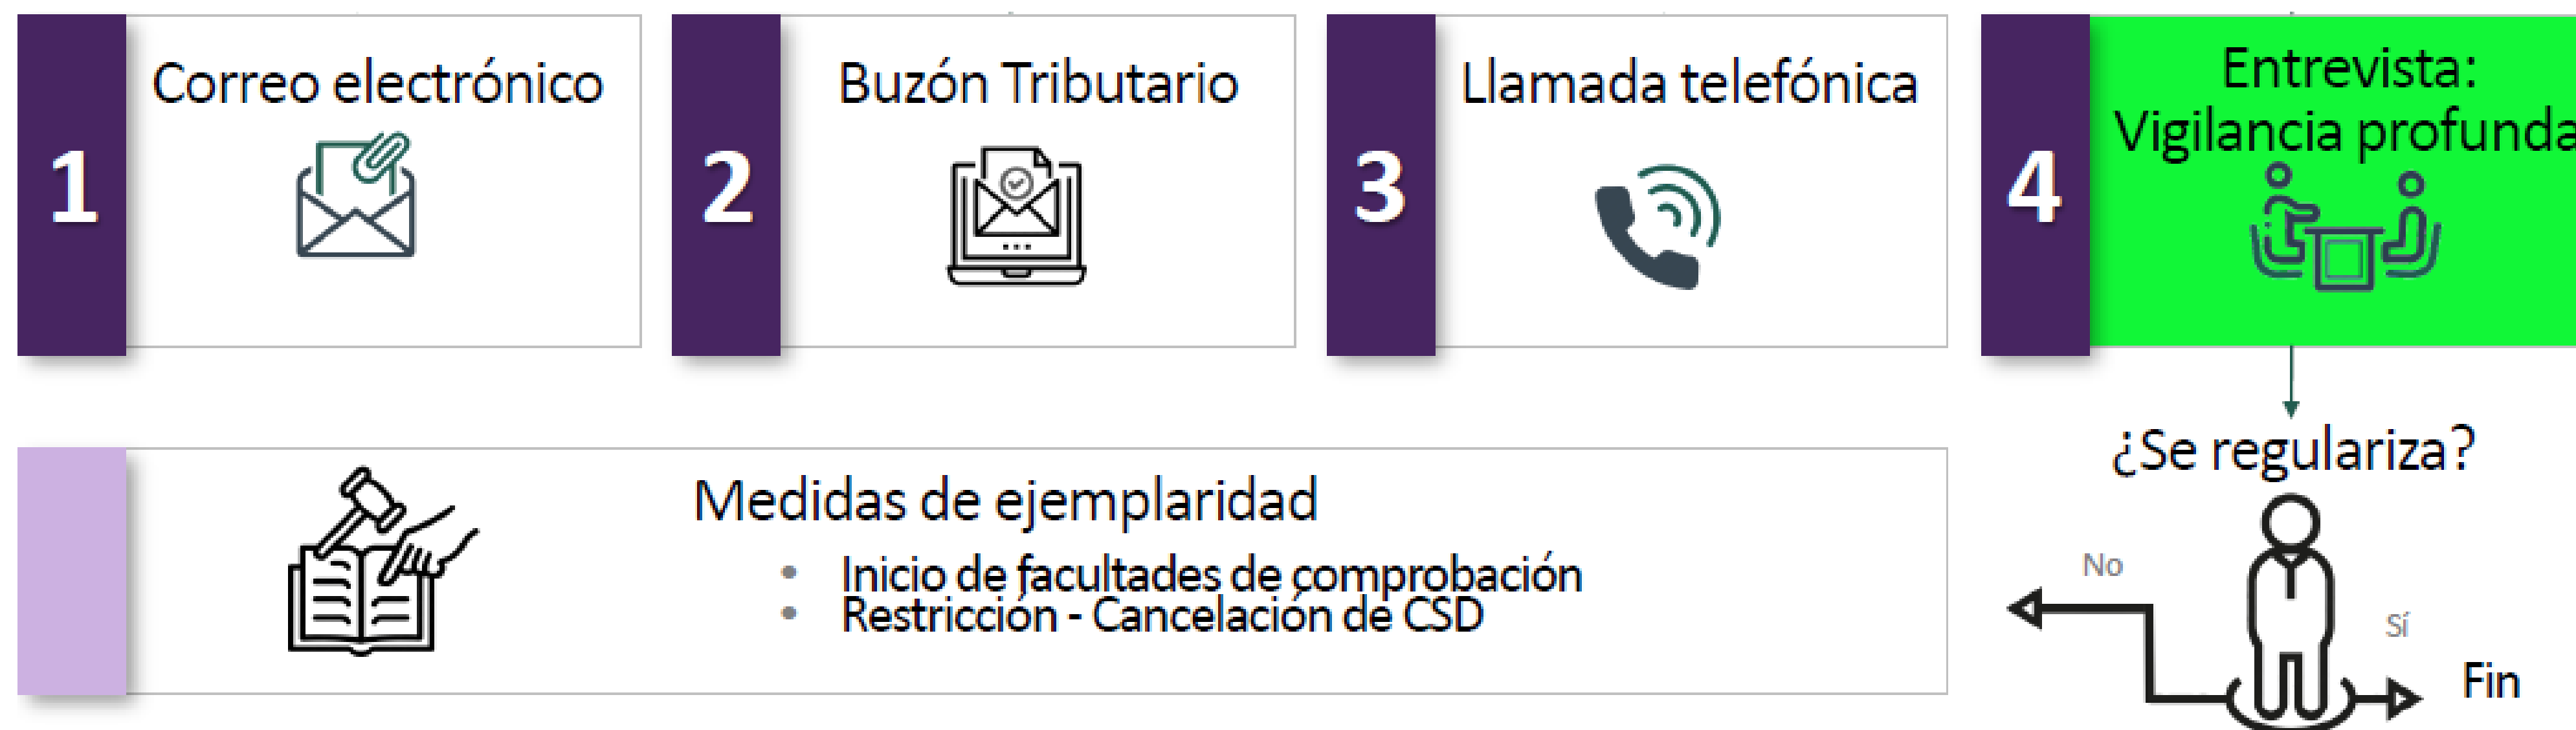 1
Correo electrónico
2
Buzón Tributario
3
Llamada telefónica
4
Entrevista:
Vigilancia profunda
¿Se regulariza?
No
Sí
Fin
Medidas de ejemplaridad
• Inicio de facultades de comprobación
• Restricción - Cancelación de CSD